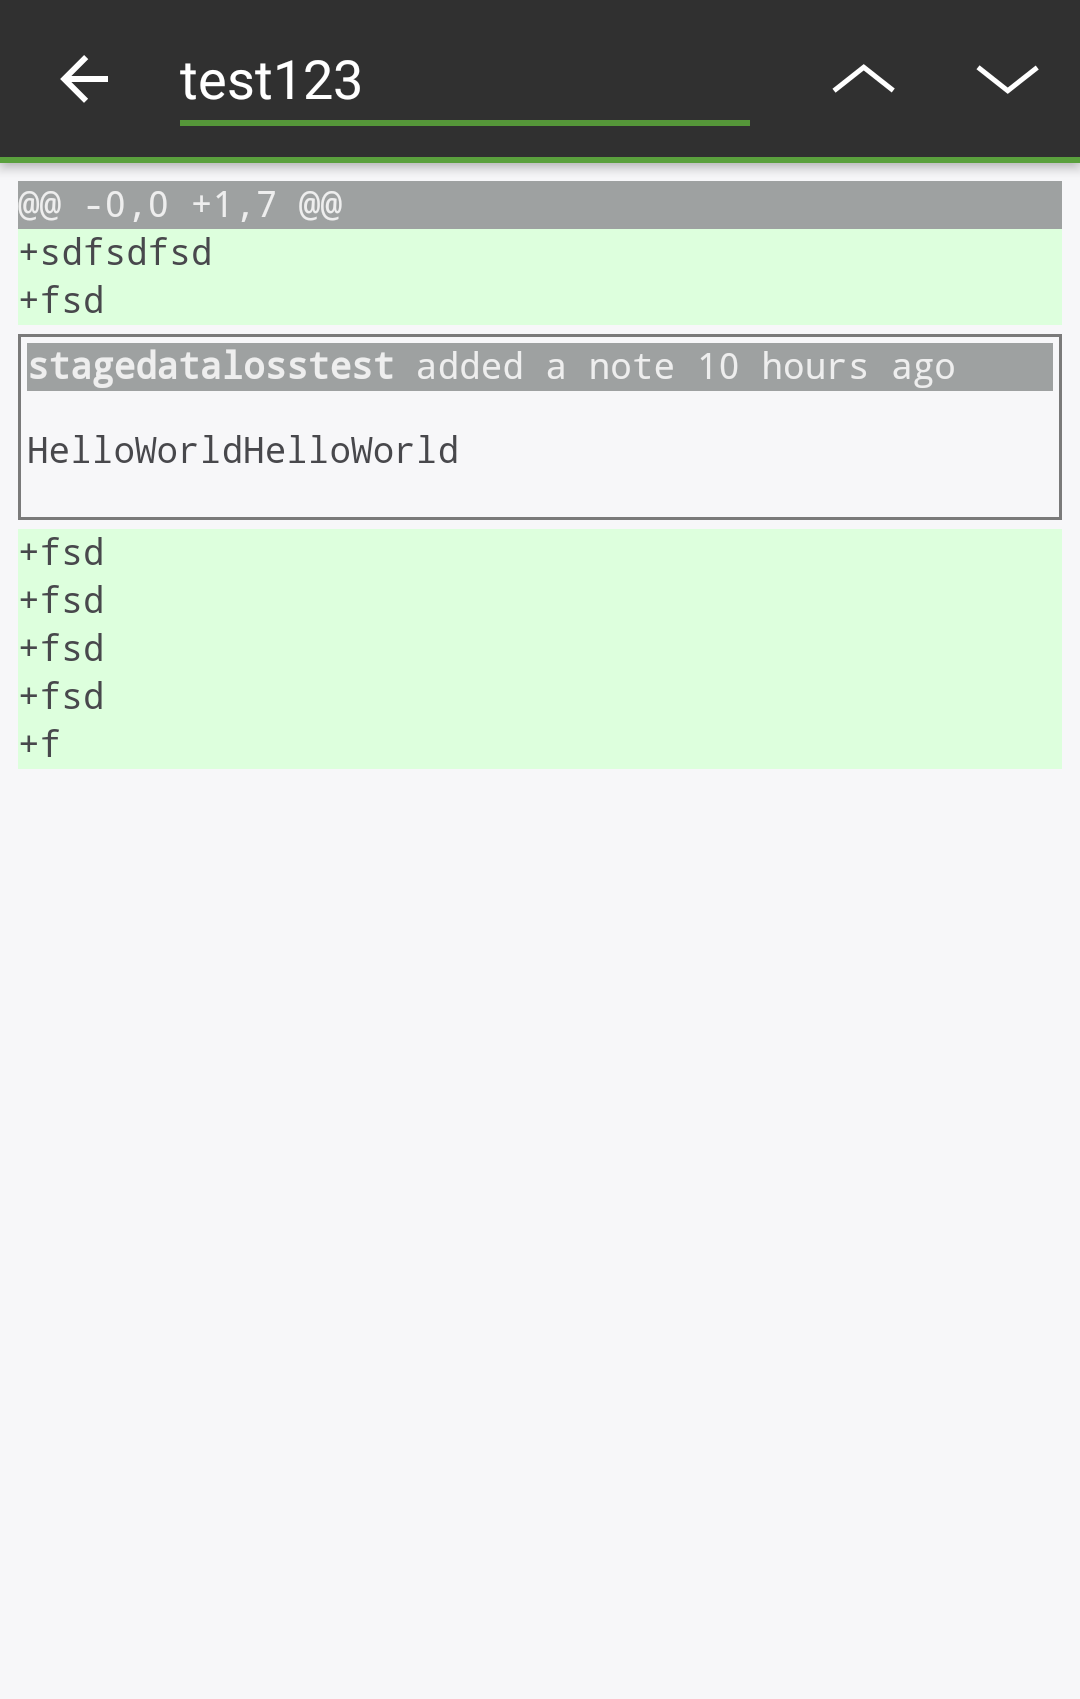 test123
@@ -0,0 +1,7 @@
+sdfsdfsd
+fsd
stagedatalosstest added a note 10 hours ago
HelloWorldHelloWorld
+fsd
+fsd
+fsd
+fsd
+f